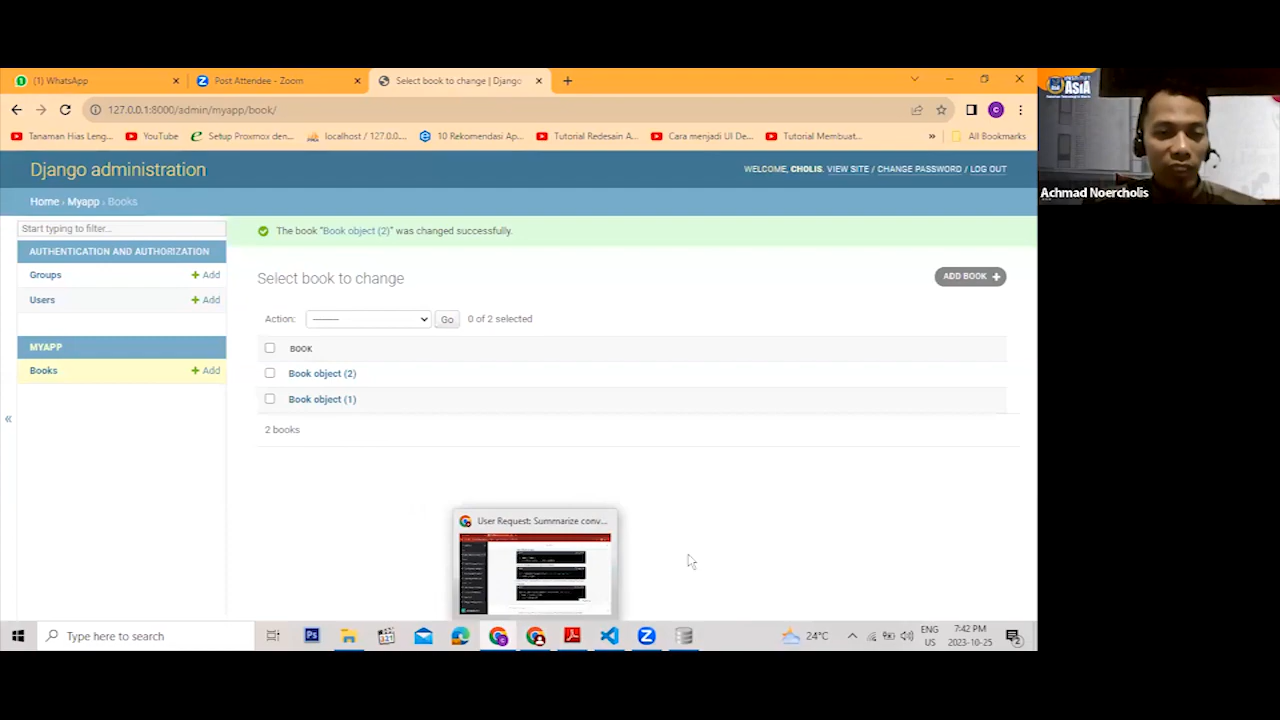 (1) WhatsApp
Post Attendee - Zoom
Select book to change | Django
127.0.0.1:8000/admin/myapp/book/
Tanaman Hias Leng...
YouTube
Setup Proxmox den...
localhost / 127.0.0....
10 Rekomendasi Ap...
Tutorial Redesain A...
Cara menjadi UI De...
Tutorial Membuat...
»
All Bookmarks
Django administration
WELCOME, CHOLIS. VIEW SITE / CHANGE PASSWORD / LOG OUT
Home › Myapp › Books
Start typing to filter...
AUTHENTICATION AND AUTHORIZATION
Groups + Add
Users + Add
MYAPP
Books + Add
«
The book "Book object (2)" was changed successfully.
Select book to change
ADD BOOK +
Action: --------- Go 0 of 2 selected
BOOK
Book object (2)
Book object (1)
2 books
User Request: Summarize conv...
Type here to search
24°C
ENG
US
7:42 PM
2023-10-25
2
ASIA
Achmad Noercholis